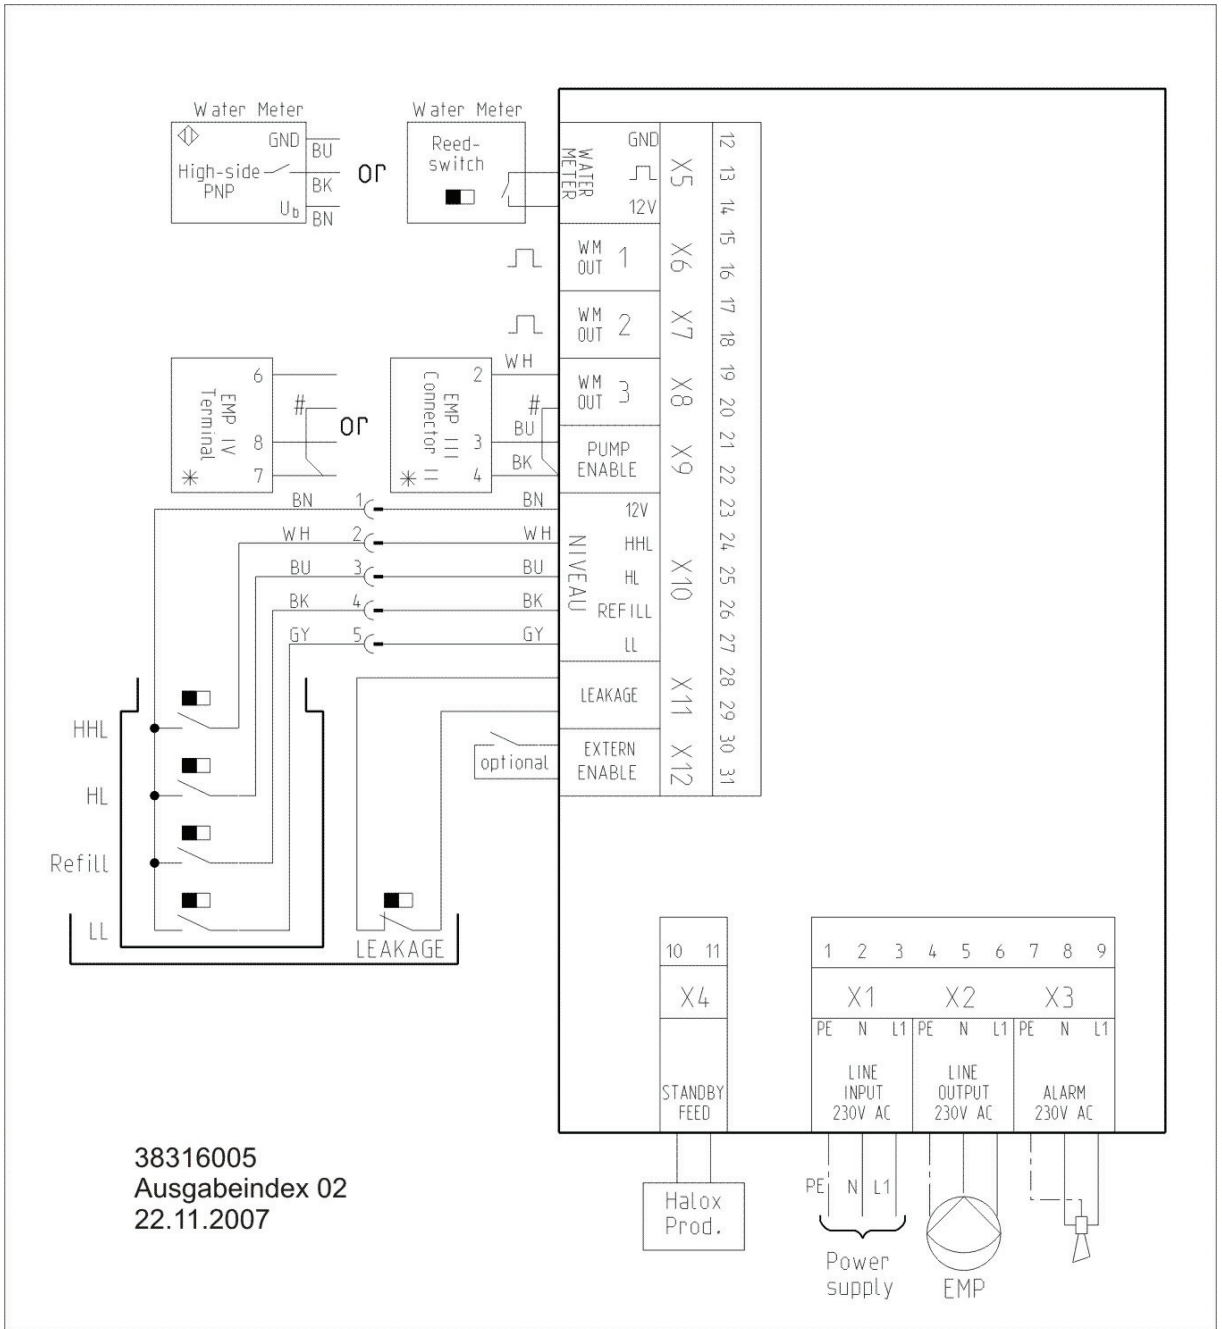 Water Meter
GND
BU
High-side
PNP
BK
Ub
BN
or
Water Meter
Reed-
switch
WATER
METER
GND
12V
X5
12
13
14
WM
OUT 1
X6
15
16
WM
OUT 2
X7
17
18
WM
OUT 3
X8
19
20
PUMP
ENABLE
X9
21
22
EMP IV
Terminal
6
8
7
*
#
or
EMP III
Connector II
2
3
4
*
WH
#
BU
BK
BN 1 BN
WH 2 WH
BU 3 BU
BK 4 BK
GY 5 GY
NIVEAU
12V
HHL
HL
REFILL
LL
X10
23
24
25
26
27
LEAKAGE
X11
28
29
optional
EXTERN
ENABLE
X12
30
31
HHL
HL
Refill
LL
LEAKAGE
10 11
X4
STANDBY
FEED
Halox
Prod.
1 2 3 4 5 6 7 8 9
X1 X2 X3
PE N L1 PE N L1 PE N L1
LINE
INPUT
230V AC
LINE
OUTPUT
230V AC
ALARM
230V AC
PE N L1
Power
supply
EMP
38316005
Ausgabeindex 02
22.11.2007